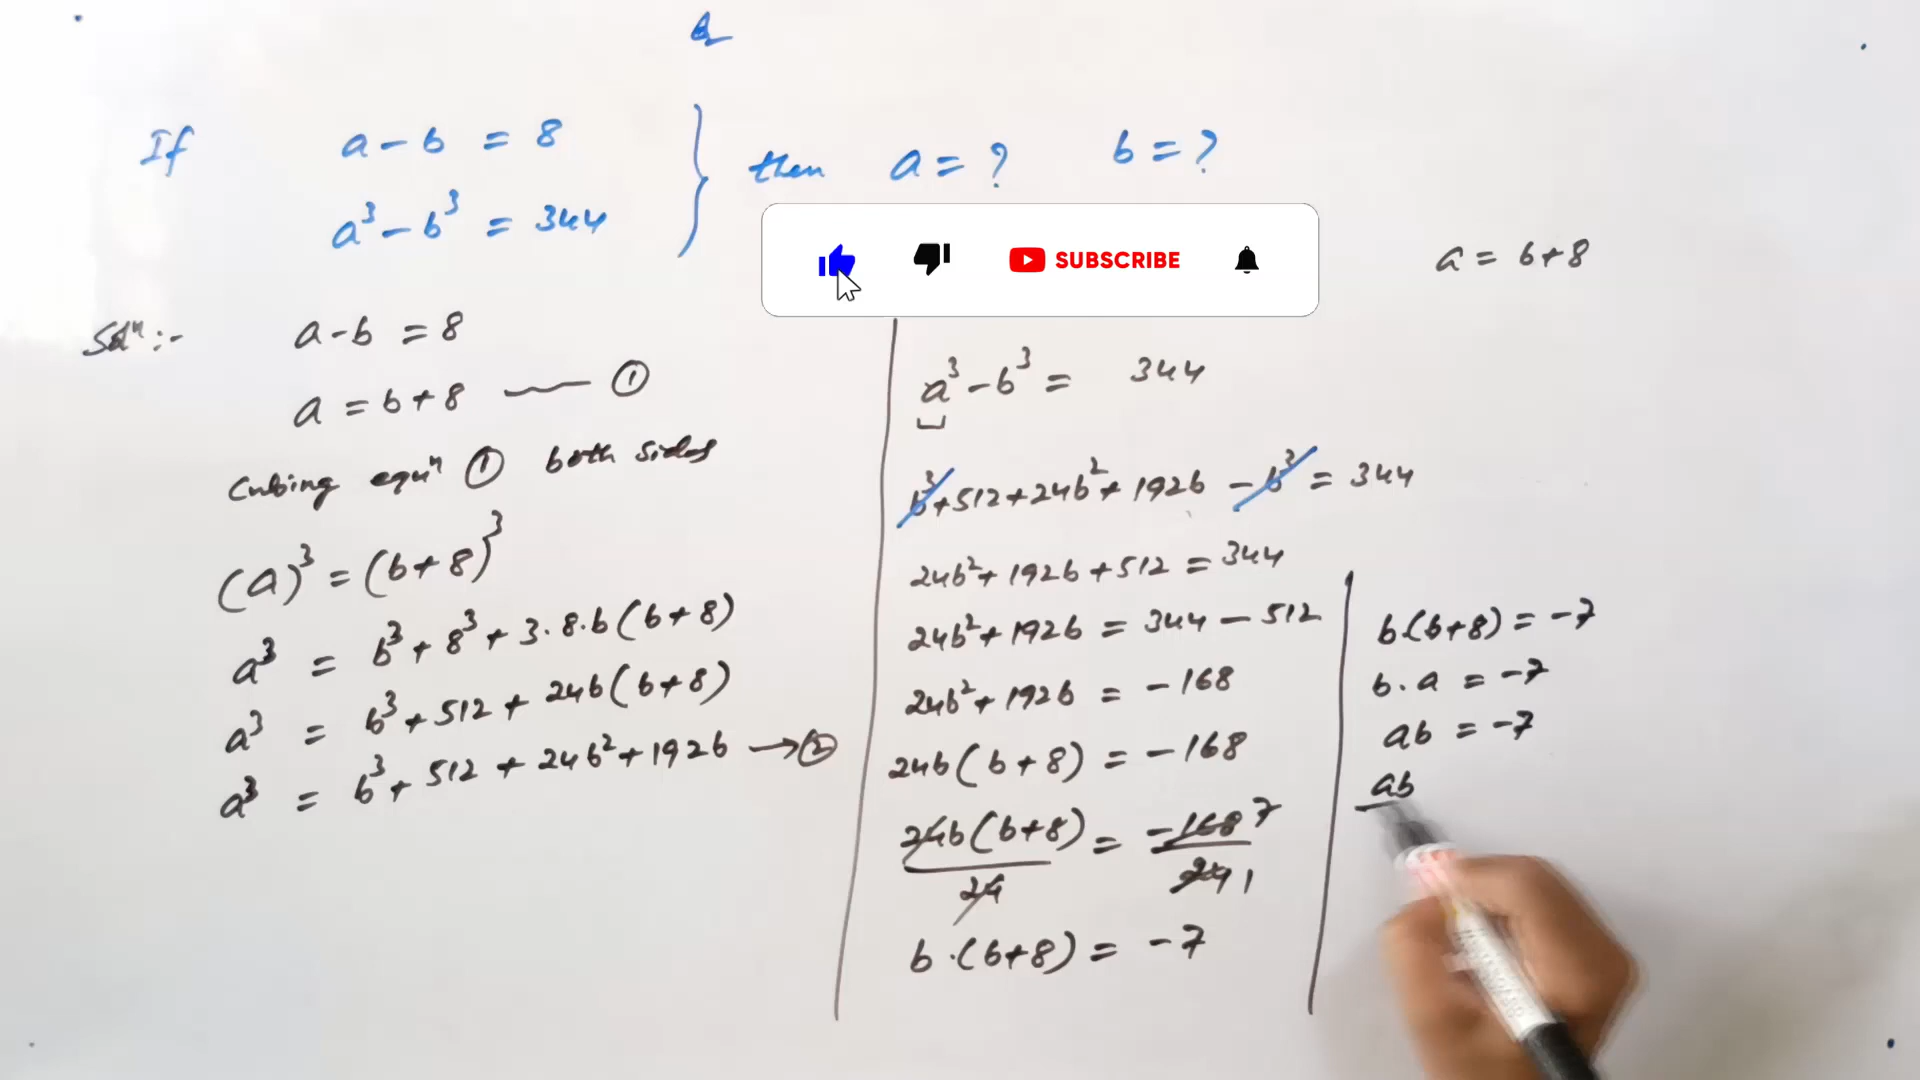 If a - b = 8
a³ - b³ = 344
then a = ? b = ?
SUBSCRIBE
a = b+8
Solⁿ :-
a - b = 8
a = b+8 —— ①
Cubing equⁿ ① both sides
(a)³ = (b+8)³
a³ = b³ + 8³ + 3·8·b(b+8)
a³ = b³ + 512 + 24b(b+8)
a³ = b³ + 512 + 24b² + 192b → ②
a³ - b³ = 344
b³ + 512 + 24b² + 192b - b³ = 344
24b² + 192b + 512 = 344
24b² + 192b = 344 - 512
24b² + 192b = -168
24b(b+8) = -168
24b(b+8) = -168 7
24 24 1
b·(b+8) = -7
b·(b+8) = -7
b·a = -7
ab = -7
ab